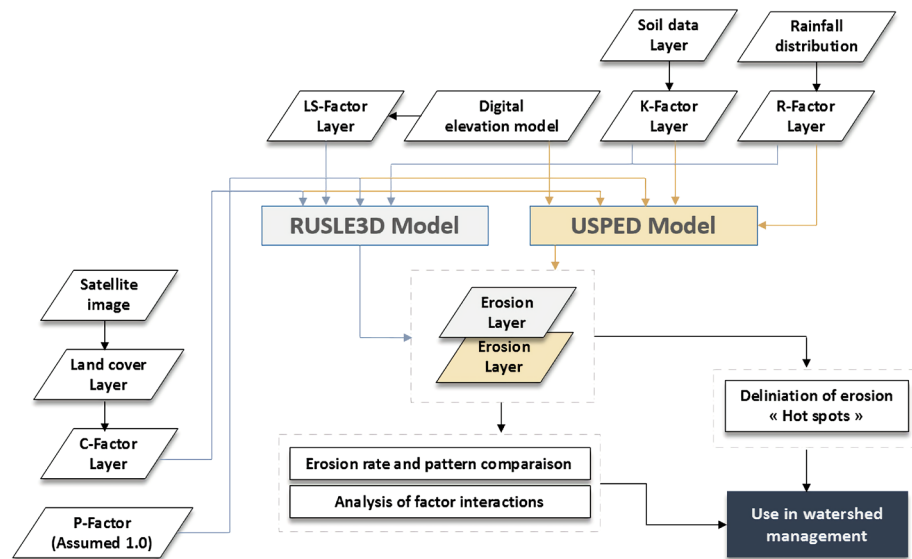 Soil data
Layer
Rainfall
distribution
LS-Factor
Layer
Digital
elevation model
K-Factor
Layer
R-Factor
Layer
RUSLE3D Model
USPED Model
Satellite
image
Erosion
Layer
Erosion
Layer
Land cover
Layer
Deliniation of erosion
« Hot spots »
C-Factor
Layer
Erosion rate and pattern comparaison
Analysis of factor interactions
P-Factor
(Assumed 1.0)
Use in watershed
management